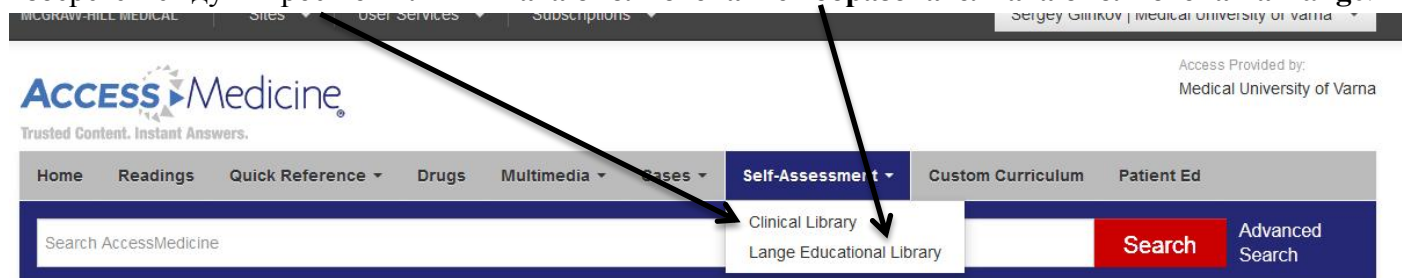 MCGRAW-HILL MEDICAL Sites User Services Subscriptions Sergey Glinkov | Medical University of Varna
ACCESS Medicine®
Trusted Content. Instant Answers.
Access Provided by:
Medical University of Varna
Home Readings Quick Reference Drugs Multimedia Cases Self-Assessment Custom Curriculum Patient Ed
Search AccessMedicine
Clinical Library
Lange Educational Library
Search
Advanced
Search